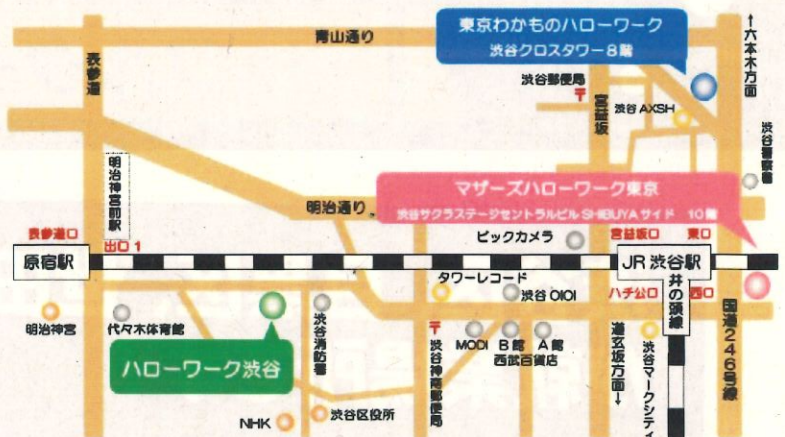 東京わかものハローワーク
渋谷クロスタワー8階
青山通り
↑六本木方面
表参道
渋谷郵便局
〒
宮益坂
渋谷AXSH
渋谷警察署
明治神宮前駅
マザーズハローワーク東京
渋谷サクラステージセントラルビル SHIBUYAサイド 10階
明治通り
表参道口
出口1
ビックカメラ
宮益坂口
東口
原宿駅
JR 渋谷駅
タワーレコード
渋谷 OIOI
ハチ公口
西口
井の頭線
国道246号線
明治神宮
代々木体育館
渋谷消防署
〒
渋谷神南郵便局
MODI
B館
A館
西武百貨店
道玄坂方面→
渋谷マークシティ
ハローワーク渋谷
NHK
渋谷区役所